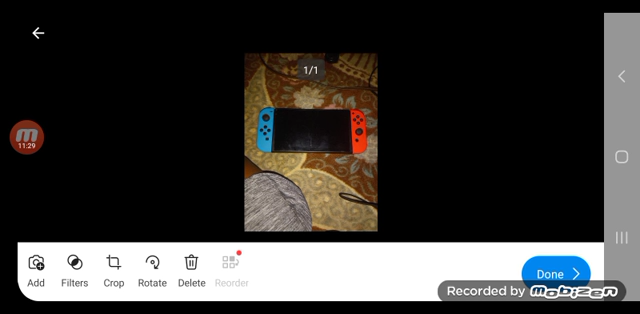 1/1
11:29
Add Filters Crop Rotate Delete Reorder
Done
Recorded by Mobizen